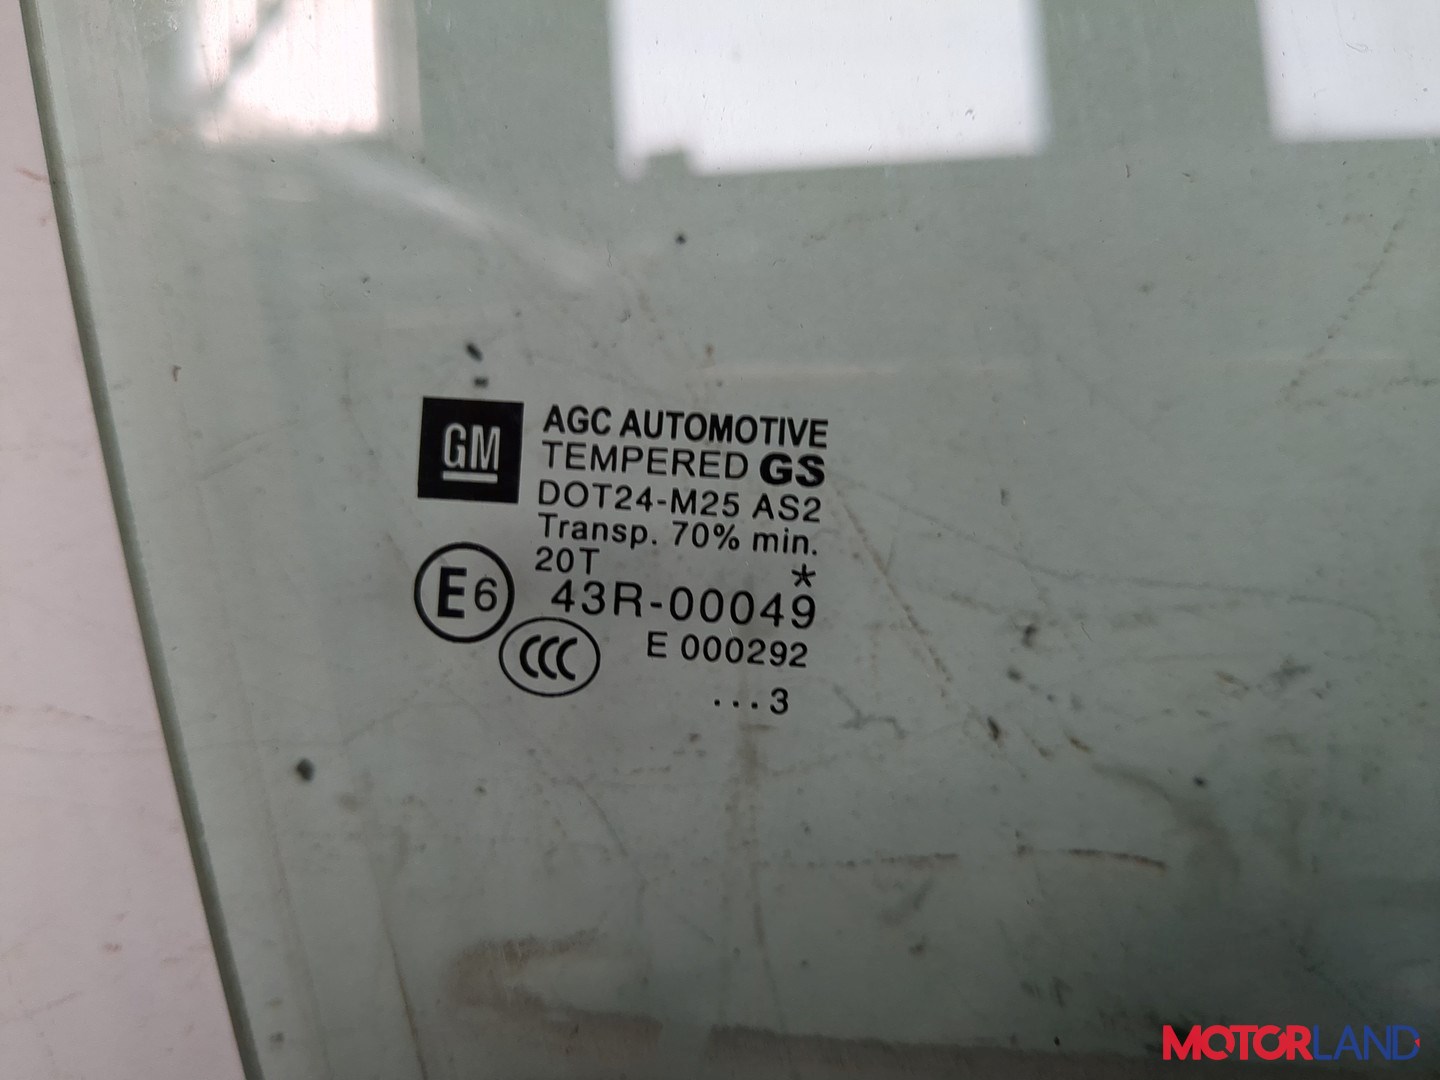 GM
AGC AUTOMOTIVE
TEMPERED GS
DOT24-M25 AS2
Transp. 70% min.
20T *
E6 43R-00049
CCC E 000292
...3
MOTORLAND